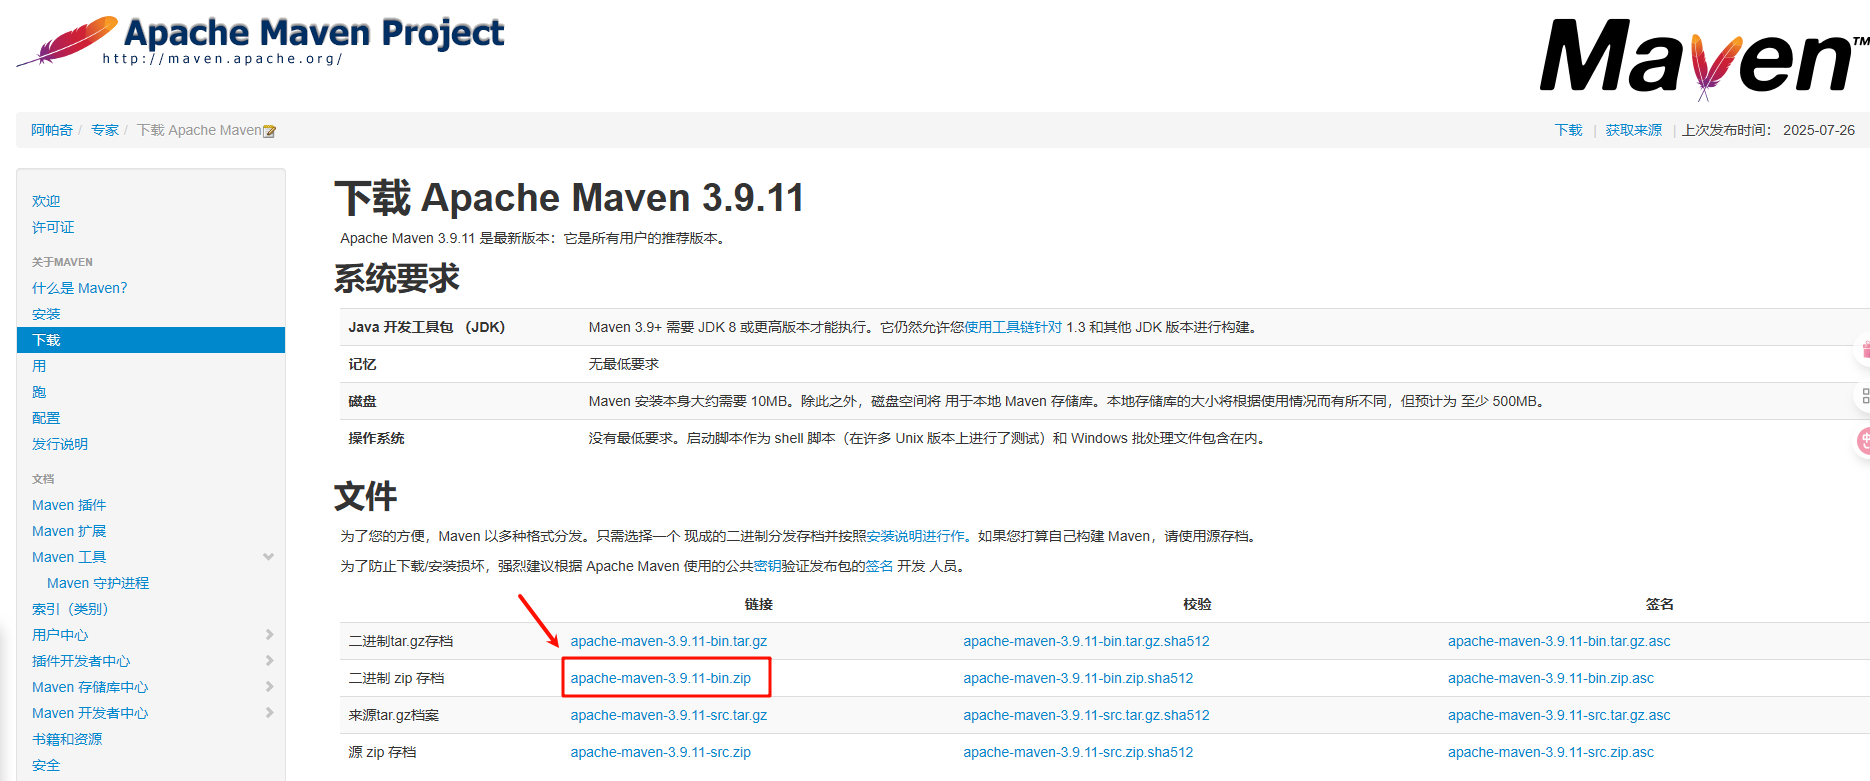 Apache Maven Project
http://maven.apache.org/
Maven™
阿帕奇 / 专家 / 下载 Apache Maven
下载 | 获取来源 | 上次发布时间： 2025-07-26
欢迎
许可证
关于MAVEN
什么是 Maven？
安装
下载
用
跑
配置
发行说明
文档
Maven 插件
Maven 扩展
Maven 工具
Maven 守护进程
索引（类别）
用户中心
插件开发者中心
Maven 存储库中心
Maven 开发者中心
书籍和资源
安全
下载 Apache Maven 3.9.11
Apache Maven 3.9.11 是最新版本：它是所有用户的推荐版本。
系统要求
Java 开发工具包 （JDK） Maven 3.9+ 需要 JDK 8 或更高版本才能执行。它仍然允许您使用工具链针对 1.3 和其他 JDK 版本进行构建。
记忆 无最低要求
磁盘 Maven 安装本身大约需要 10MB。除此之外，磁盘空间将 用于本地 Maven 存储库。本地存储库的大小将根据使用情况而有所不同，但预计为 至少 500MB。
操作系统 没有最低要求。启动脚本作为 shell 脚本（在许多 Unix 版本上进行了测试）和 Windows 批处理文件包含在内。
文件
为了您的方便，Maven 以多种格式分发。只需选择一个 现成的二进制分发存档并按照安装说明进行作。如果您打算自己构建 Maven，请使用源存档。
为了防止下载/安装损坏，强烈建议根据 Apache Maven 使用的公共密钥验证发布包的签名 开发 人员。
链接 校验 签名
二进制tar.gz存档 apache-maven-3.9.11-bin.tar.gz apache-maven-3.9.11-bin.tar.gz.sha512 apache-maven-3.9.11-bin.tar.gz.asc
二进制 zip 存档 apache-maven-3.9.11-bin.zip apache-maven-3.9.11-bin.zip.sha512 apache-maven-3.9.11-bin.zip.asc
来源tar.gz档案 apache-maven-3.9.11-src.tar.gz apache-maven-3.9.11-src.tar.gz.sha512 apache-maven-3.9.11-src.tar.gz.asc
源 zip 存档 apache-maven-3.9.11-src.zip apache-maven-3.9.11-src.zip.sha512 apache-maven-3.9.11-src.zip.asc